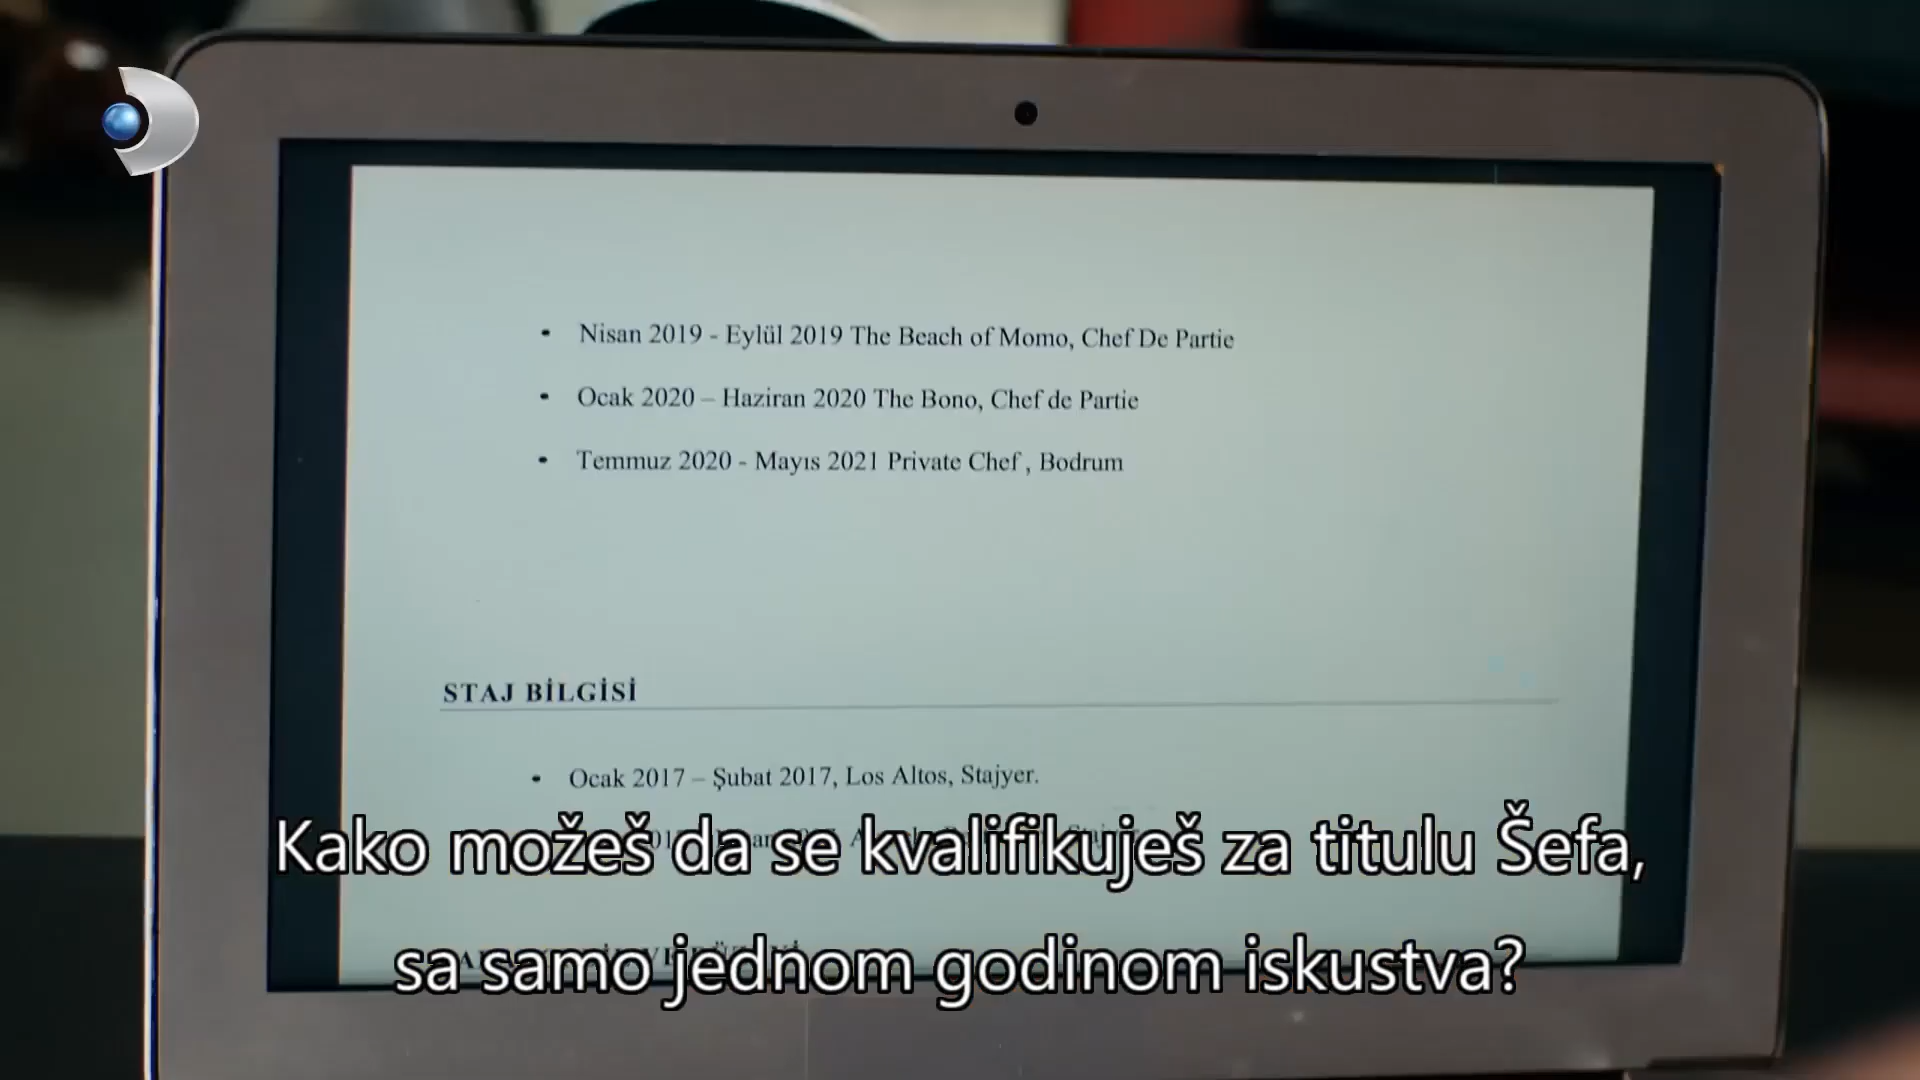 • Nisan 2019 - Eylül 2019 The Beach of Momo, Chef De Partie
• Ocak 2020 – Haziran 2020 The Bono, Chef de Partie
• Temmuz 2020 - Mayıs 2021 Private Chef , Bodrum
STAJ BİLGİSİ
• Ocak 2017 – Şubat 2017, Los Altos, Stajyer.
Kako možeš da se kvalifikuješ za titulu Šefa,
sa samo jednom godinom iskustva?